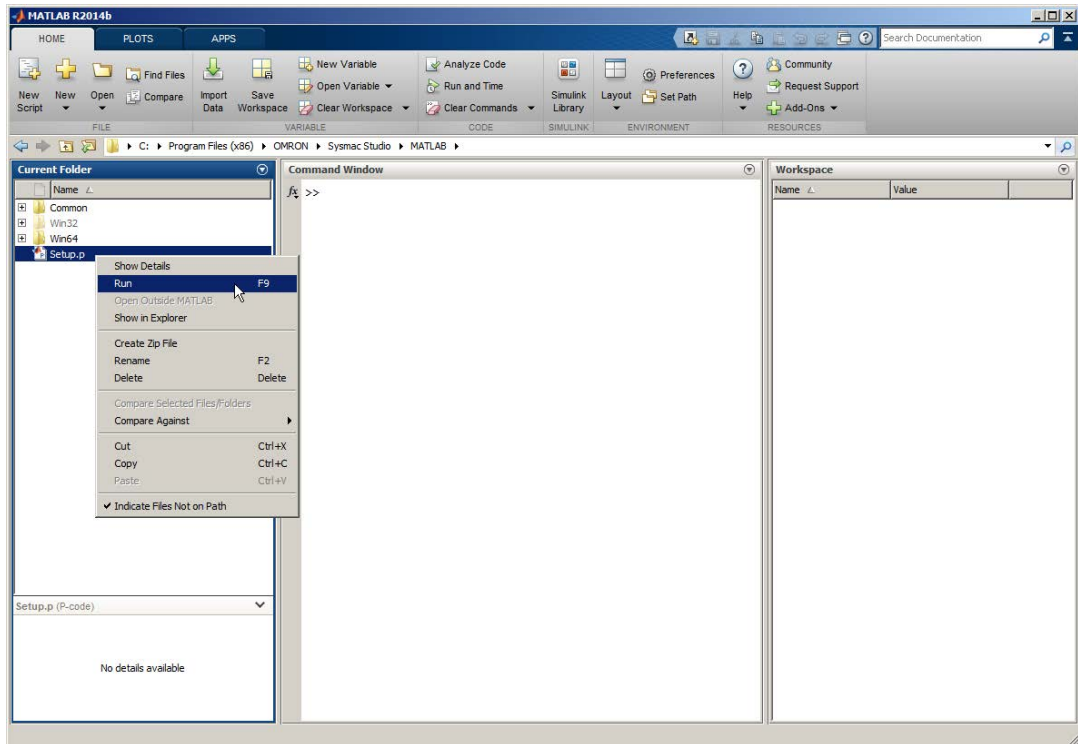 MATLAB R2014b
HOME PLOTS APPS
Search Documentation
New Script
New
Open
Find Files
Compare
Import Data
Save Workspace
New Variable
Open Variable
Clear Workspace
Analyze Code
Run and Time
Clear Commands
Simulink Library
Layout
Preferences
Set Path
Help
Community
Request Support
Add-Ons
FILE VARIABLE CODE SIMULINK ENVIRONMENT RESOURCES
C: Program Files (x86) OMRON Sysmac Studio MATLAB
Current Folder
Name
Common
Win32
Win64
Setup.p
Show Details
Run F9
Open Outside MATLAB
Show in Explorer
Create Zip File
Rename F2
Delete Delete
Compare Selected Files/Folders
Compare Against
Cut Ctrl+X
Copy Ctrl+C
Paste Ctrl+V
Indicate Files Not on Path
Setup.p (P-code)
No details available
Command Window
fx >>
Workspace
Name Value